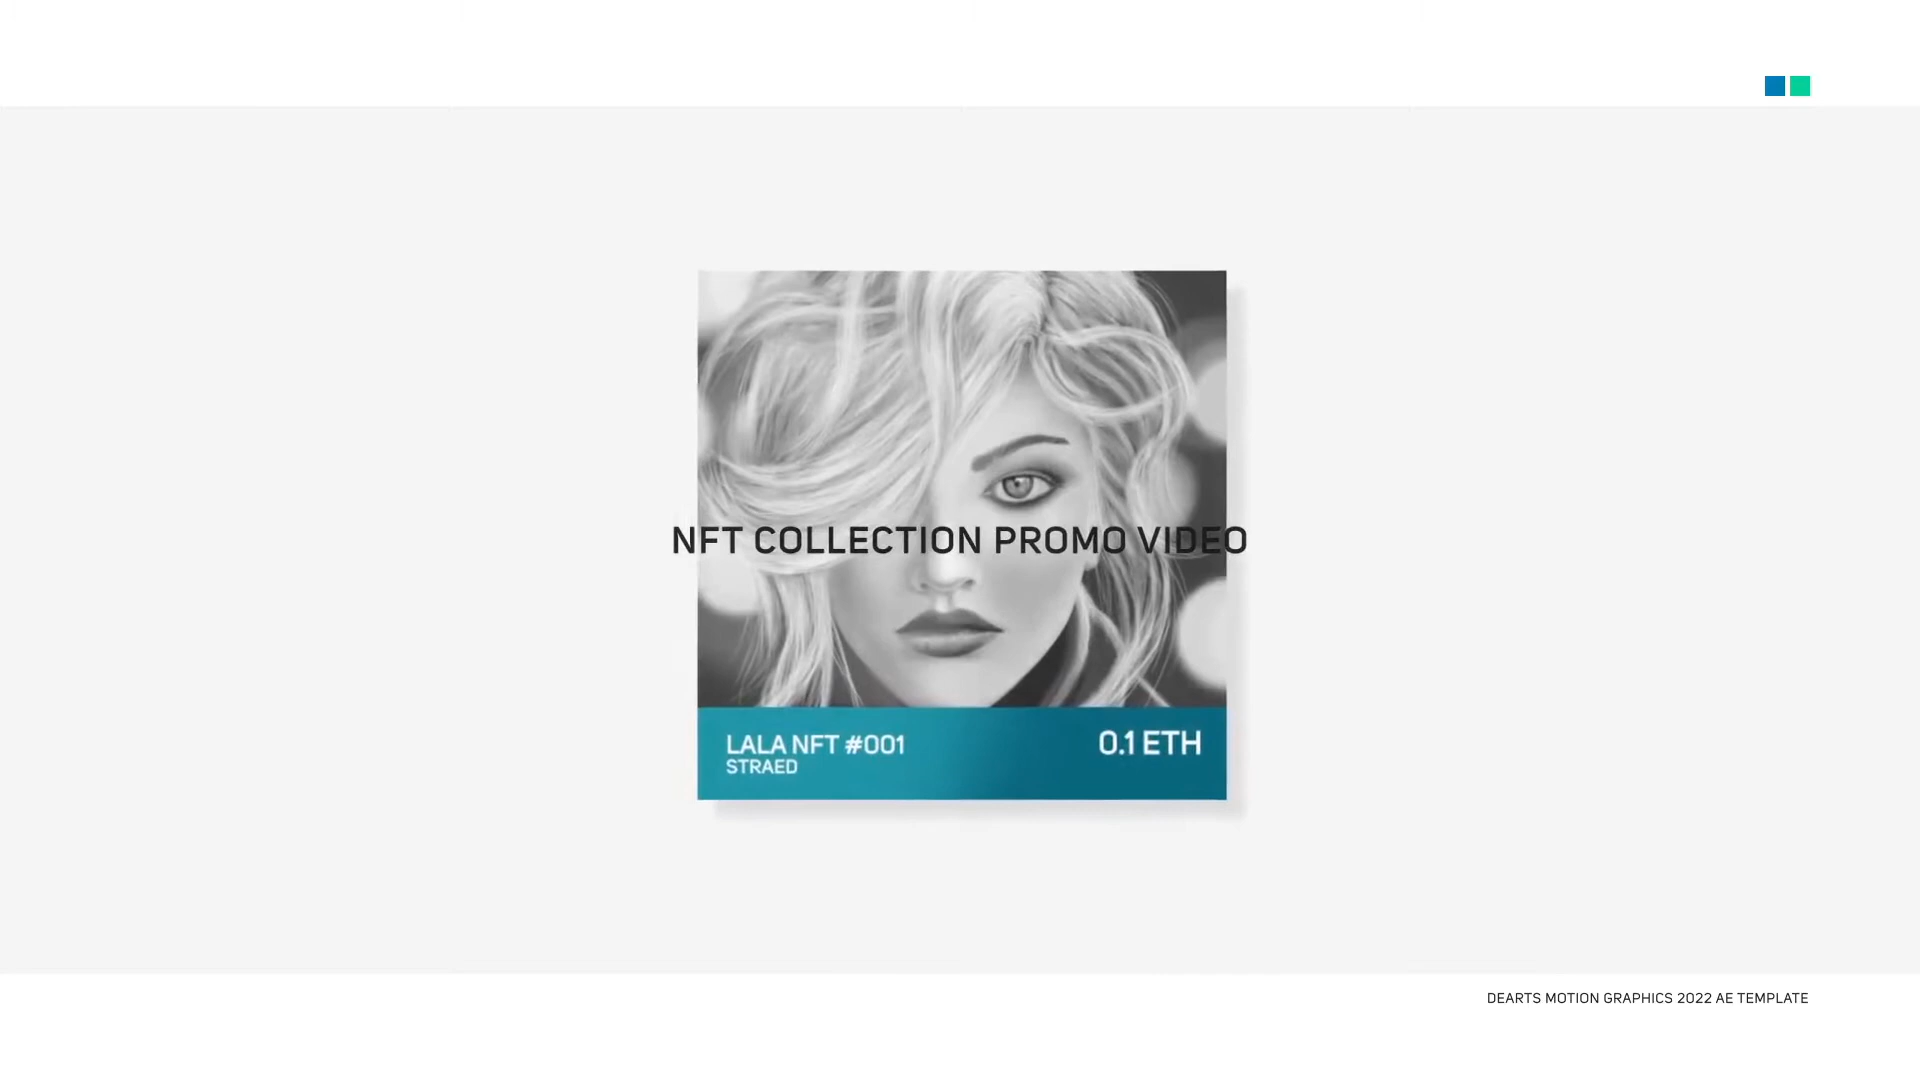 NFT COLLECTION PROMO VIDEO
LALA NFT #001
STRAED
0.1 ETH
DEARTS MOTION GRAPHICS 2022 AE TEMPLATE